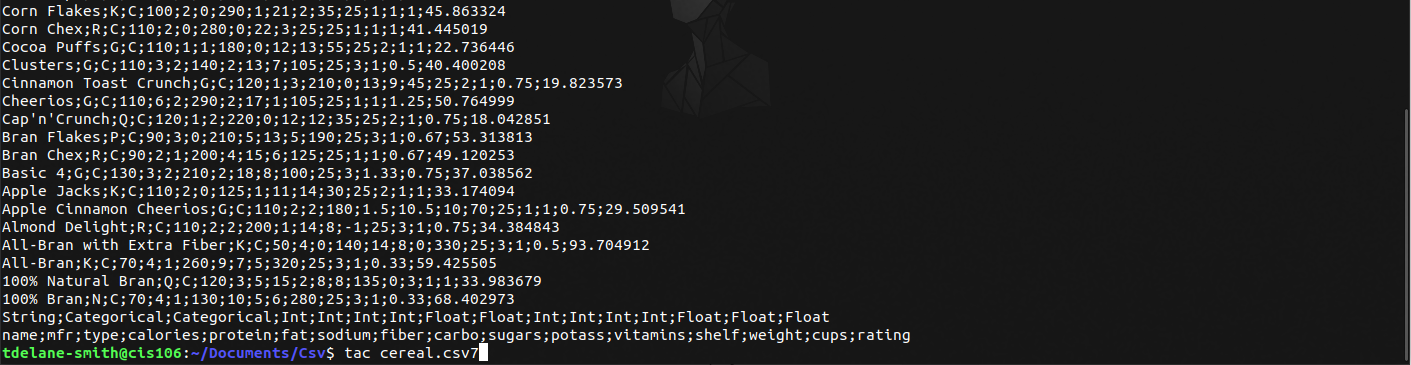 Corn Flakes;K;C;100;2;0;290;1;21;2;35;25;1;1;1;45.863324
Corn Chex;R;C;110;2;0;280;0;22;3;25;25;1;1;1;41.445019
Cocoa Puffs;G;C;110;1;1;180;0;12;13;55;25;2;1;1;22.736446
Clusters;G;C;110;3;2;140;2;13;7;105;25;3;1;0.5;40.400208
Cinnamon Toast Crunch;G;C;120;1;3;210;0;13;9;45;25;2;1;0.75;19.823573
Cheerios;G;C;110;6;2;290;2;17;1;105;25;1;1;1.25;50.764999
Cap'n'Crunch;Q;C;120;1;2;220;0;12;12;35;25;2;1;0.75;18.042851
Bran Flakes;P;C;90;3;0;210;5;13;5;190;25;3;1;0.67;53.313813
Bran Chex;R;C;90;2;1;200;4;15;6;125;25;1;1;0.67;49.120253
Basic 4;G;C;130;3;2;210;2;18;8;100;25;3;1.33;0.75;37.038562
Apple Jacks;K;C;110;2;0;125;1;11;14;30;25;2;1;1;33.174094
Apple Cinnamon Cheerios;G;C;110;2;2;180;1.5;10.5;10;70;25;1;1;0.75;29.509541
Almond Delight;R;C;110;2;2;200;1;14;8;-1;25;3;1;0.75;34.384843
All-Bran with Extra Fiber;K;C;50;4;0;140;14;8;0;330;25;3;1;0.5;93.704912
All-Bran;K;C;70;4;1;260;9;7;5;320;25;3;1;0.33;59.425505
100% Natural Bran;Q;C;120;3;5;15;2;8;8;135;0;3;1;1;33.983679
100% Bran;N;C;70;4;1;130;10;5;6;280;25;3;1;0.33;68.402973
String;Categorical;Categorical;Int;Int;Int;Int;Float;Float;Int;Int;Int;Int;Float;Float;Float
name;mfr;type;calories;protein;fat;sodium;fiber;carbo;sugars;potass;vitamins;shelf;weight;cups;rating
tdelane-smith@cis106:~/Documents/Csv$ tac cereal.csv7